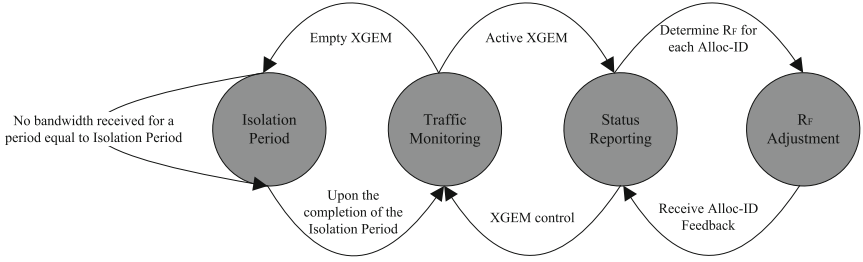 Empty XGEM
Active XGEM
Determine RF for
each Alloc-ID
No bandwidth received for a
period equal to Isolation Period
Isolation
Period
Traffic
Monitoring
Status
Reporting
RF
Adjustment
Upon the
completion of the
Isolation Period
XGEM control
Receive Alloc-ID
Feedback